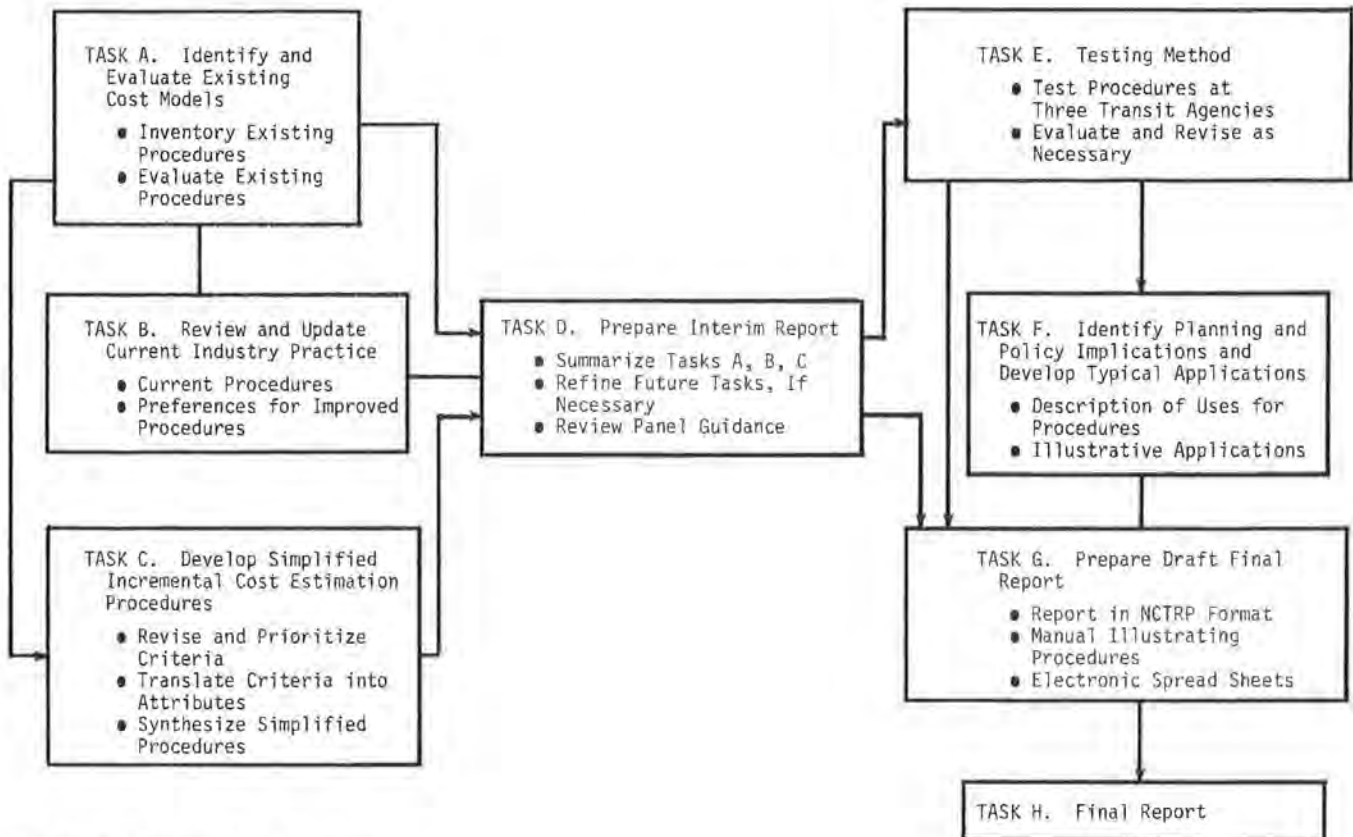 TASK A. Identify and
Evaluate Existing
Cost Models
● Inventory Existing
Procedures
● Evaluate Existing
Procedures
TASK B. Review and Update
Current Industry Practice
● Current Procedures
● Preferences for Improved
Procedures
TASK C. Develop Simplified
Incremental Cost Estimation
Procedures
● Revise and Prioritize
Criteria
● Translate Criteria into
Attributes
● Synthesize Simplified
Procedures
TASK D. Prepare Interim Report
● Summarize Tasks A, B, C
● Refine Future Tasks, If
Necessary
● Review Panel Guidance
TASK E. Testing Method
● Test Procedures at
Three Transit Agencies
● Evaluate and Revise as
Necessary
TASK F. Identify Planning and
Policy Implications and
Develop Typical Applications
● Description of Uses for
Procedures
● Illustrative Applications
TASK G. Prepare Draft Final
Report
● Report in NCTRP Format
● Manual Illustrating
Procedures
● Electronic Spread Sheets
TASK H. Final Report